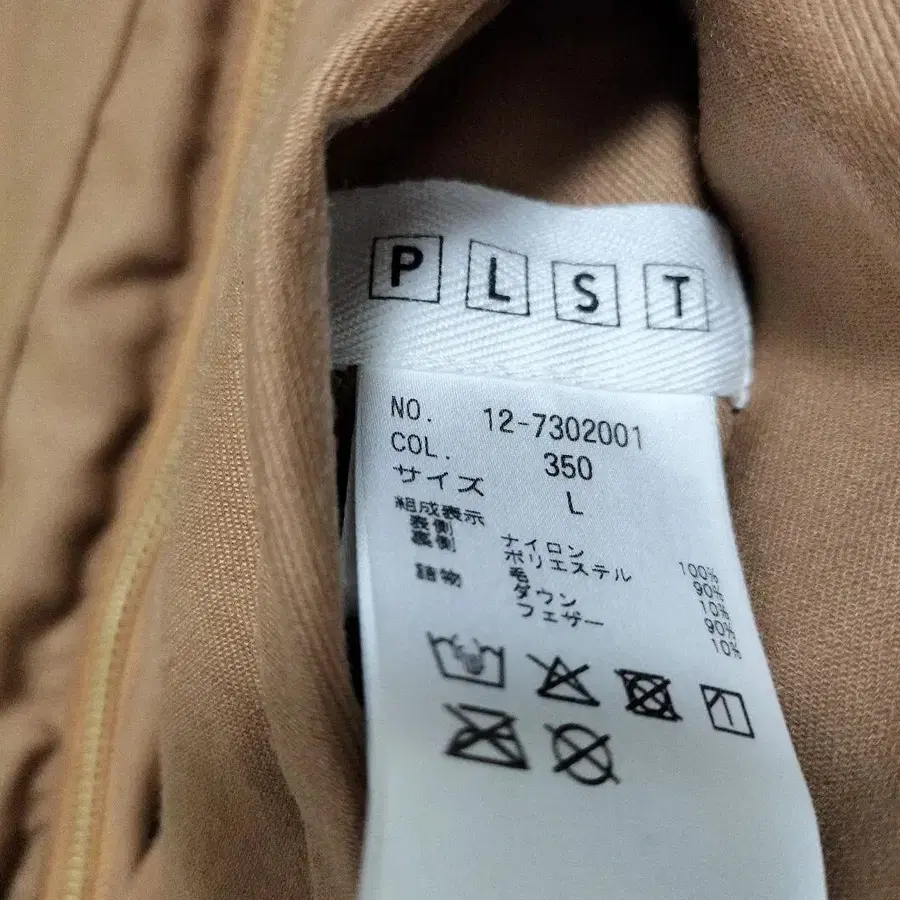 PLST
NO. 12-7302001
COL. 350
サイズ L
組成表示
表側 ナイロン 100%
裏側 ポリエステル 90%
毛 10%
詰物 ダウン 90%
フェザー 10%